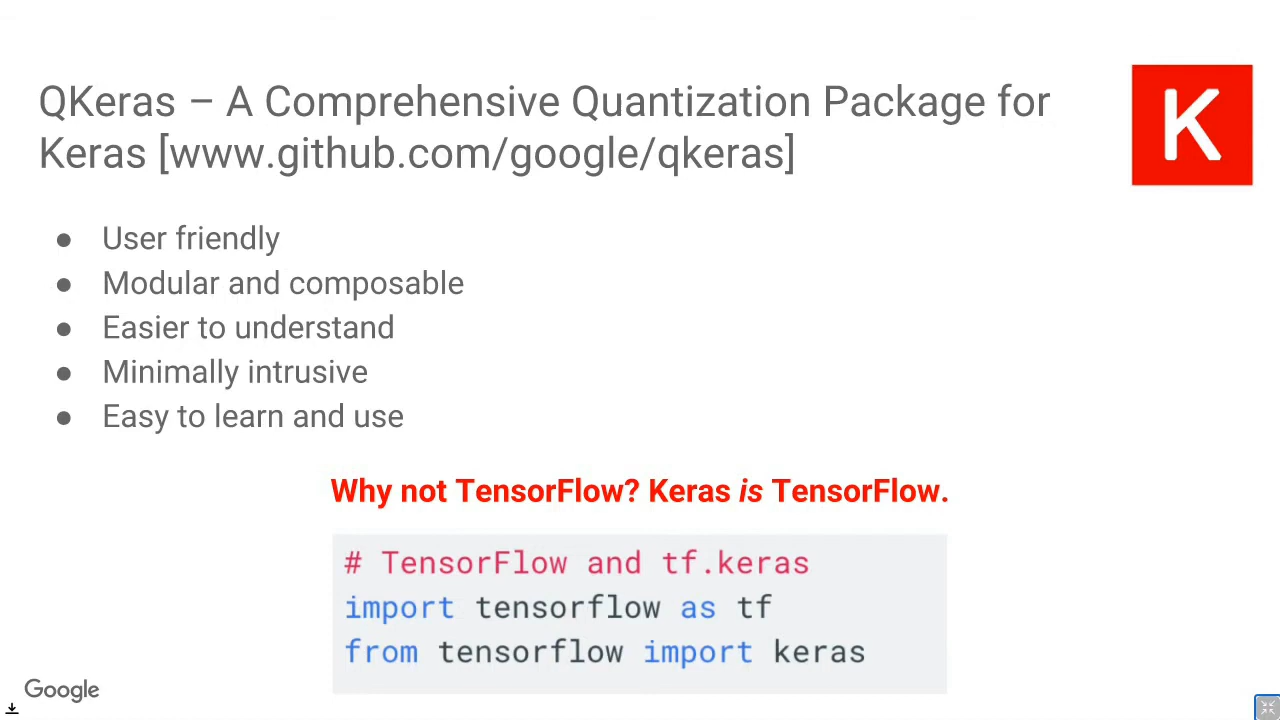 QKeras – A Comprehensive Quantization Package for
Keras [www.github.com/google/qkeras]
K
● User friendly
● Modular and composable
● Easier to understand
● Minimally intrusive
● Easy to learn and use
Why not TensorFlow? Keras is TensorFlow.
# TensorFlow and tf.keras
import tensorflow as tf
from tensorflow import keras
Google